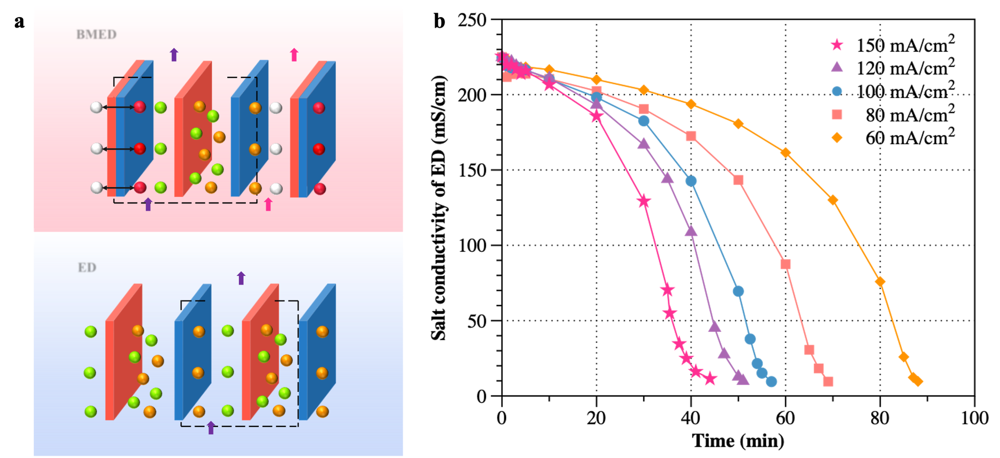 a
BMED
ED
b
Salt conductivity of ED (mS/cm)
250
200
150
100
50
0
150 mA/cm²
120 mA/cm²
100 mA/cm²
80 mA/cm²
60 mA/cm²
0 20 40 60 80 100
Time (min)